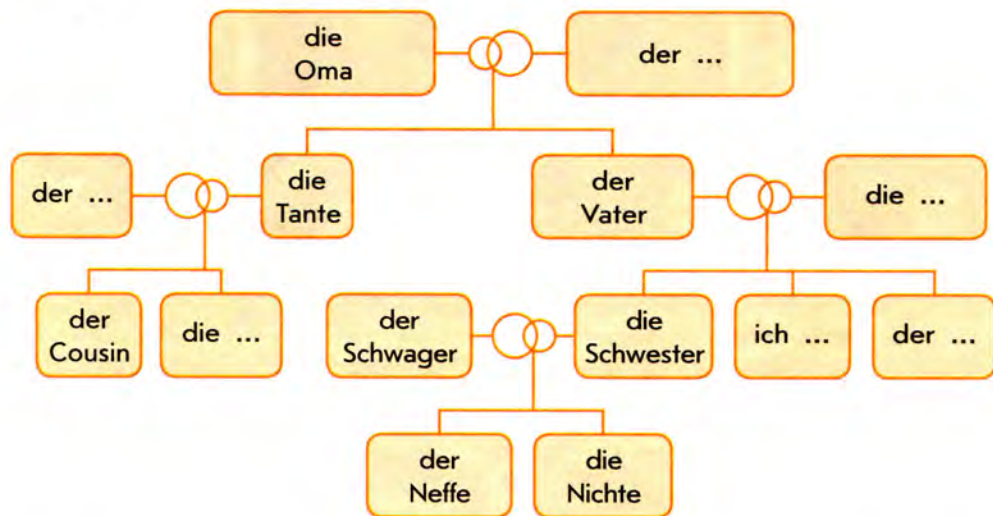 die
Oma
der ...
der ...
die
Tante
der
Vater
die ...
der
Cousin
die ...
der
Schwager
die
Schwester
ich ...
der ...
der
Neffe
die
Nichte